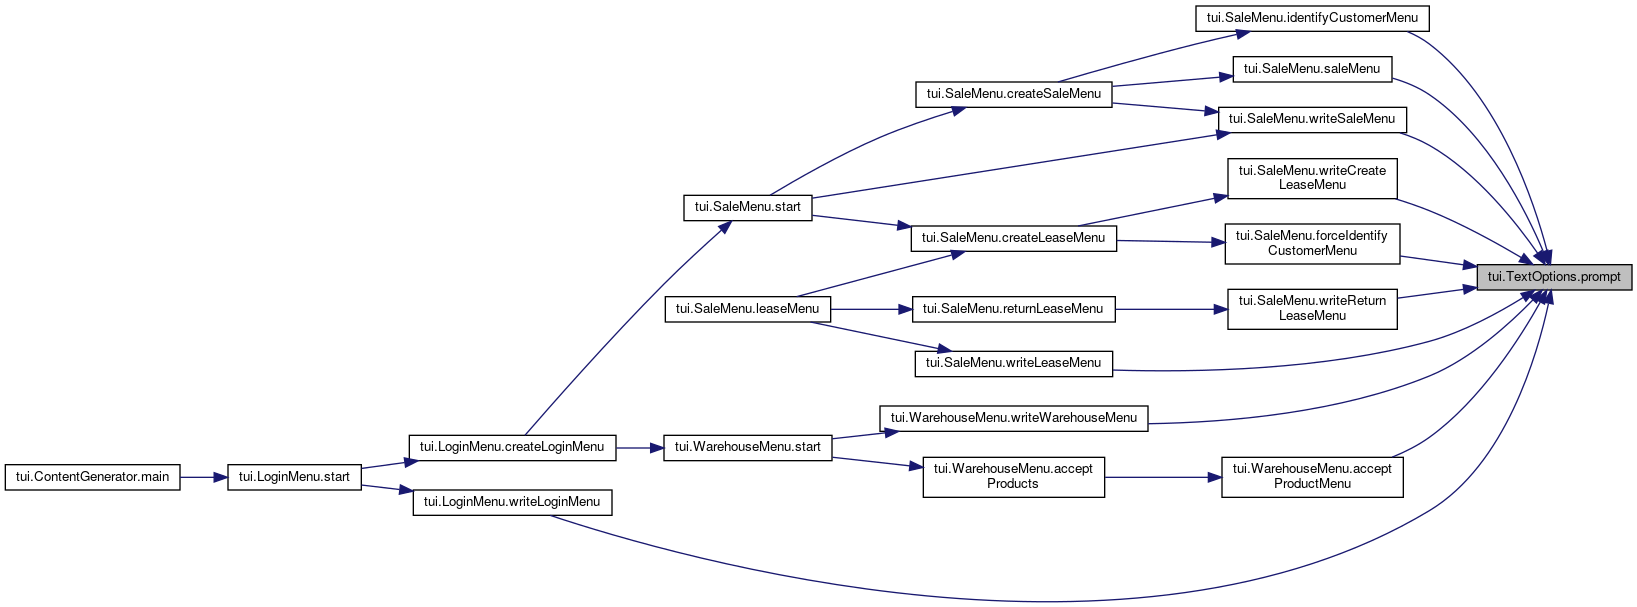 tui.SaleMenu.identifyCustomerMenu
tui.SaleMenu.saleMenu
tui.SaleMenu.createSaleMenu
tui.SaleMenu.writeSaleMenu
tui.SaleMenu.writeCreate
LeaseMenu
tui.SaleMenu.start
tui.SaleMenu.createLeaseMenu
tui.SaleMenu.forceIdentify
CustomerMenu
tui.TextOptions.prompt
tui.SaleMenu.leaseMenu
tui.SaleMenu.returnLeaseMenu
tui.SaleMenu.writeReturn
LeaseMenu
tui.SaleMenu.writeLeaseMenu
tui.WarehouseMenu.writeWarehouseMenu
tui.LoginMenu.createLoginMenu
tui.WarehouseMenu.start
tui.ContentGenerator.main
tui.LoginMenu.start
tui.WarehouseMenu.accept
Products
tui.WarehouseMenu.accept
ProductMenu
tui.LoginMenu.writeLoginMenu